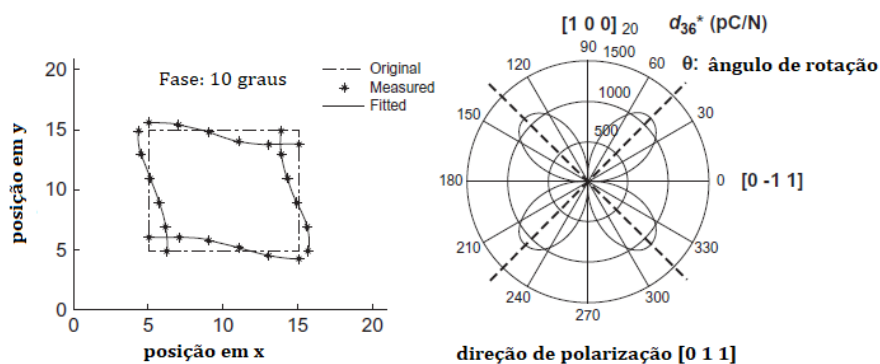 20
15
10
5
0
0
5
10
15
20
posição em y
posição em x
Fase: 10 graus
Original
Measured
Fitted
[1 0 0] 20
d36* (pC/N)
θ: ângulo de rotação
90
1500
1000
500
60
30
0
330
300
270
240
210
180
150
120
[0 -1 1]
direção de polarização [0 1 1]